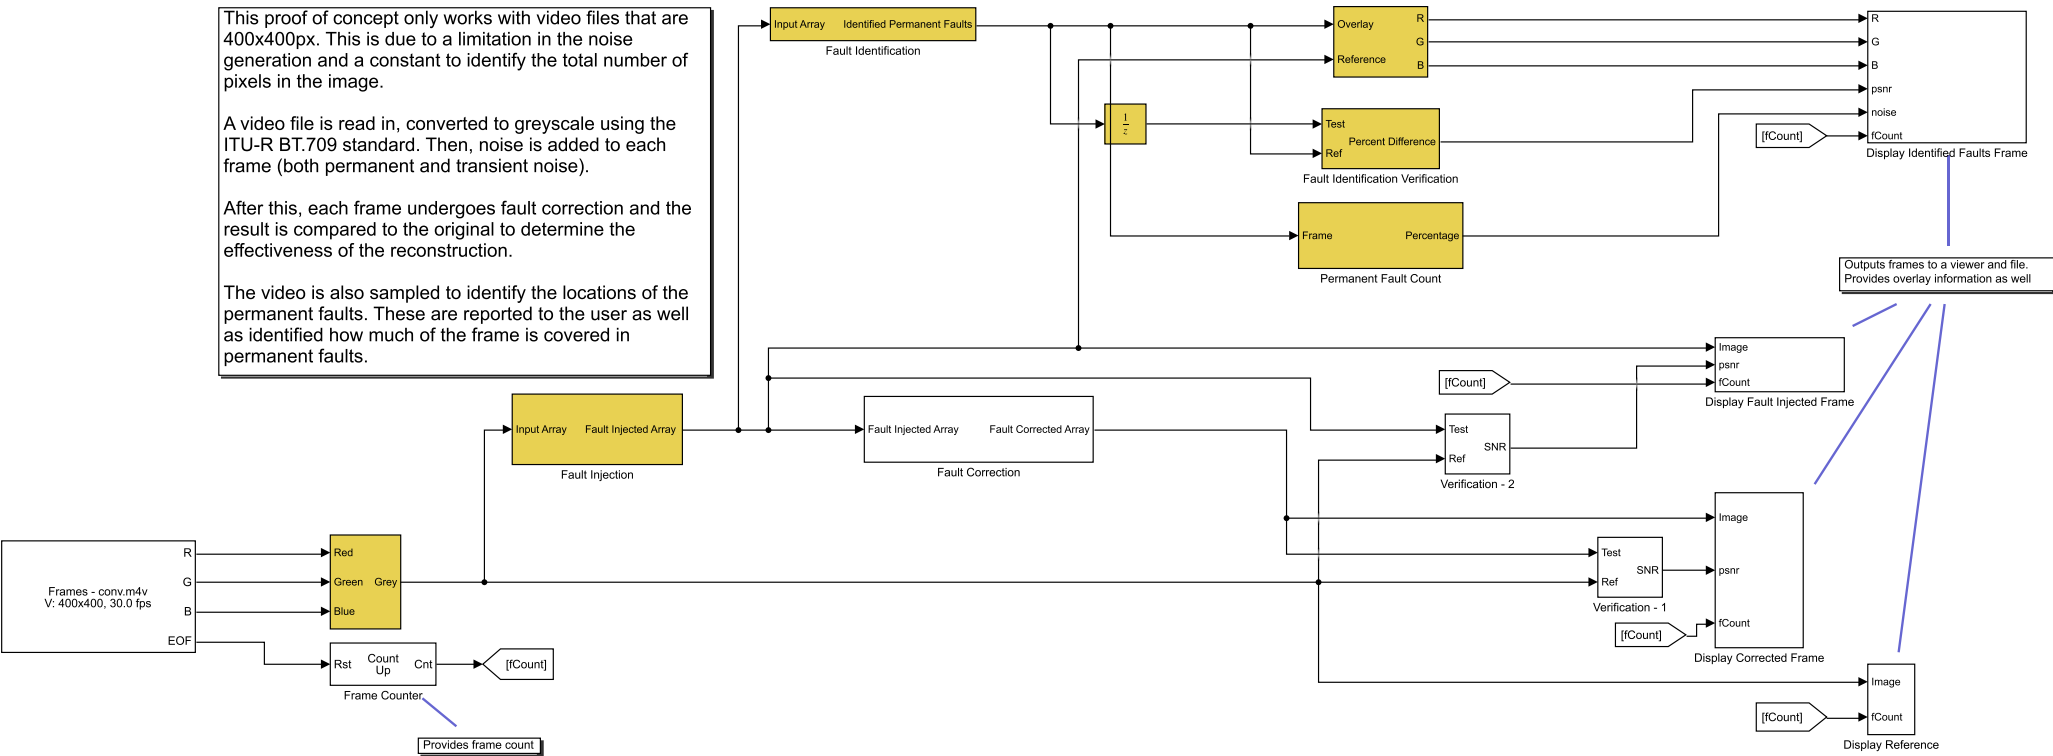 This proof of concept only works with video files that are
400x400px. This is due to a limitation in the noise
generation and a constant to identify the total number of
pixels in the image.
A video file is read in, converted to greyscale using the
ITU-R BT.709 standard. Then, noise is added to each
frame (both permanent and transient noise).
After this, each frame undergoes fault correction and the
result is compared to the original to determine the
effectiveness of the reconstruction.
The video is also sampled to identify the locations of the
permanent faults. These are reported to the user as well
as identified how much of the frame is covered in
permanent faults.
Input Array Identified Permanent Faults
Fault Identification
Overlay
Reference
R
G
B
1
z
Test
Ref
Percent Difference
Fault Identification Verification
Frame Percentage
Permanent Fault Count
R
G
B
psnr
noise
fCount
[fCount]
Display Identified Faults Frame
Outputs frames to a viewer and file.
Provides overlay information as well
Image
psnr
fCount
[fCount]
Display Fault Injected Frame
Input Array Fault Injected Array
Fault Injection
Fault Injected Array Fault Corrected Array
Fault Correction
Test
Ref
SNR
Verification - 2
Image
psnr
fCount
Display Corrected Frame
Test
Ref
SNR
Verification - 1
[fCount]
Frames - conv.m4v
V: 400x400, 30.0 fps
R
G
B
EOF
Red
Green Grey
Blue
Rst Count Cnt
Up
Frame Counter
[fCount]
Provides frame count
Image
fCount
[fCount]
Display Reference